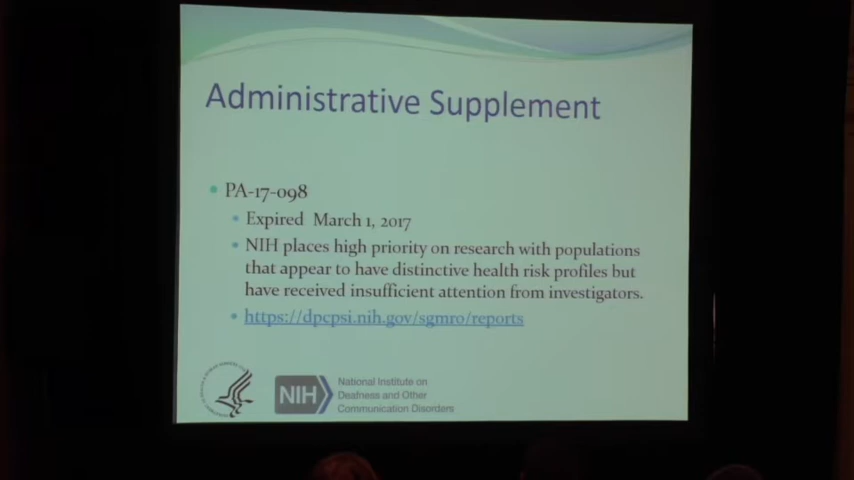 Administrative Supplement
PA-17-098
Expired March 1, 2017
NIH places high priority on research with populations
that appear to have distinctive health risk profiles but
have received insufficient attention from investigators.
https://dpcpsi.nih.gov/sgmro/reports
NIH
National Institute on
Deafness and Other
Communication Disorders